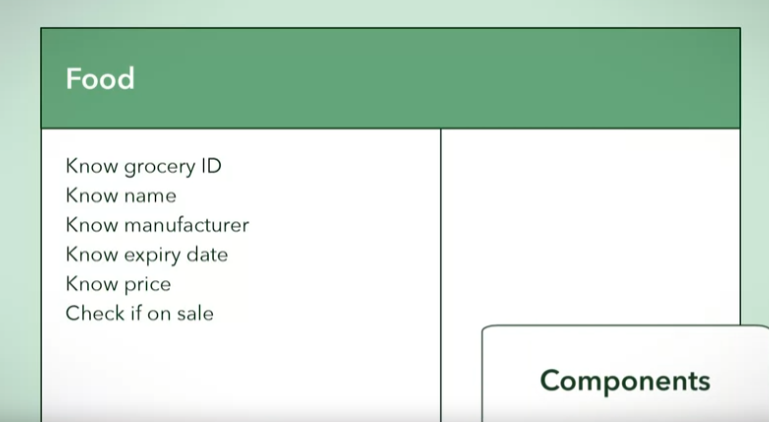 Food
Know grocery ID
Know name
Know manufacturer
Know expiry date
Know price
Check if on sale
Components